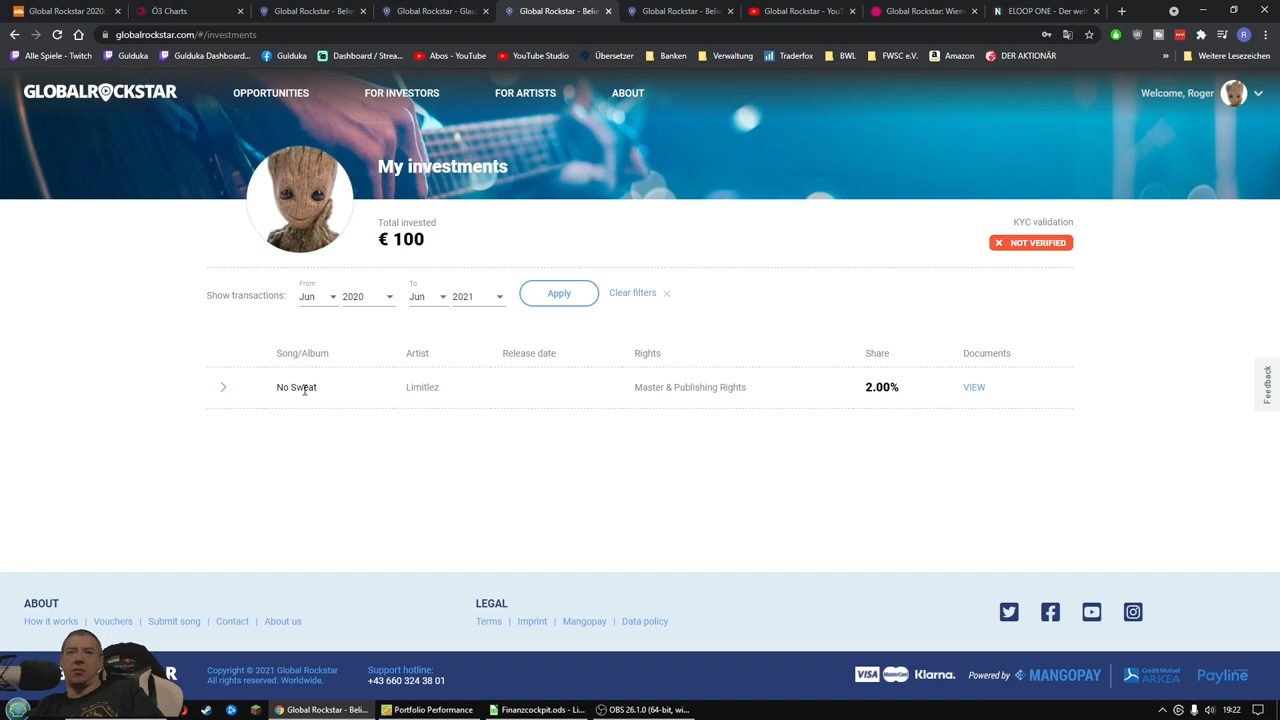 Global Rockstar 2020:
Ö3 Charts
Global Rockstar - Beli
Global Rockstar - Beli
Global Rockstar - Beli
Global Rockstar - You
Global Rockstar Wien
ELOOP ONE - Der
globalrockstar.com/#/investments
R
Alle Spiele - Twitch
Gulduka
Gulduka Dashboard...
Facebook
Dashboard / Strea...
Abos - YouTube
YouTube
Übersetzer
Banken
Verwaltung
Traderfox
BWL
FWSC e.V.
Amazon
DER AKTIONÄR
»
Weitere Lesezeichen
GLOBALROCKSTAR
OPPORTUNITIES
FOR INVESTORS
FOR ARTISTS
ABOUT
Welcome, Roger
My investments
Total invested
€ 100
KYC validation
NOT VERIFIED
Show transactions:
From
Jun
2020
To
Jun
2021
Apply
Clear filters
Song/Album
Artist
Release date
Rights
Share
Documents
No Sweat
Limitlez
Master & Publishing Rights
2.00%
VIEW
Feedback
ABOUT
How it works | Vouchers | Submit song | Contact | About us
LEGAL
Terms | Imprint | Mangopay | Data policy
Copyright © 2021 Global Rockstar
All rights reserved. Worldwide.
Support hotline:
+43 660 324 38 01
VISA
Klarna.
Powered by MANGOPAY
Crédit Mutuel
ARKEA
Payline
Global Rockstar - Beli...
Portfolio Performance
Finanzcockpit.ods - Li...
OBS 26.1.0 (64-bit, wi...
19:22